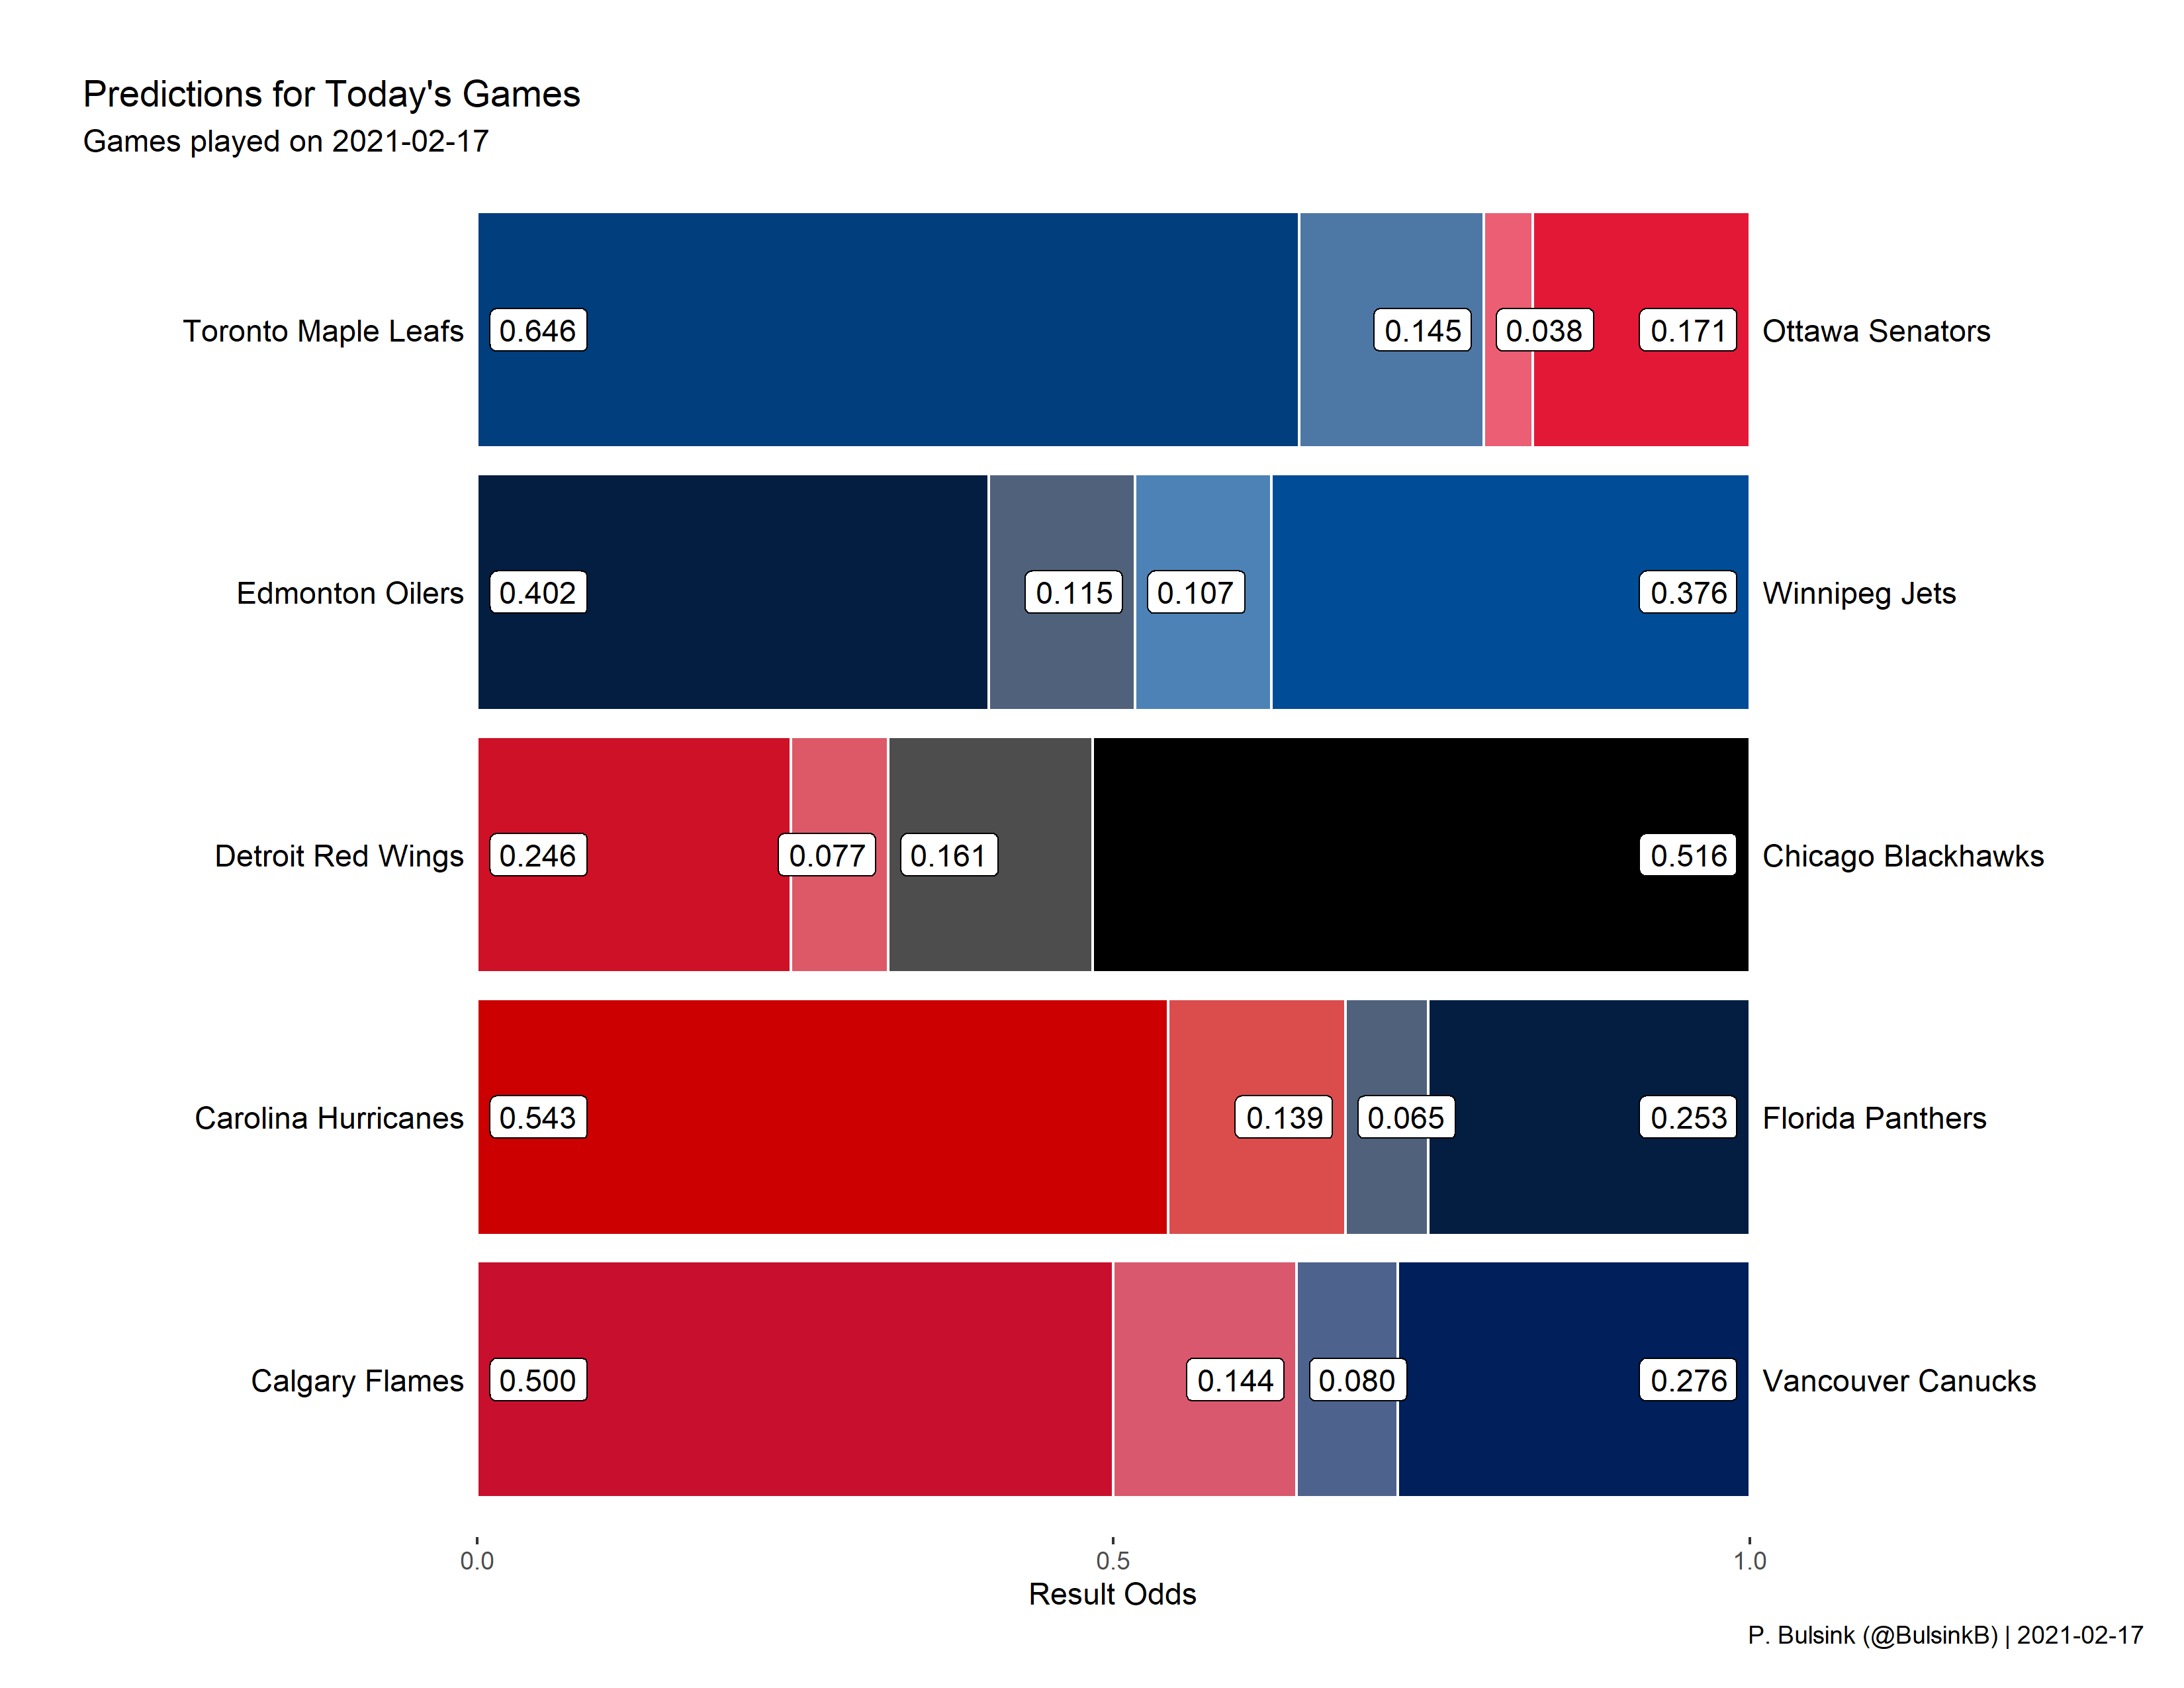 Predictions for Today's Games
Games played on 2021-02-17
Toronto Maple Leafs 0.646 0.145 0.038 0.171 Ottawa Senators
Edmonton Oilers 0.402 0.115 0.107 0.376 Winnipeg Jets
Detroit Red Wings 0.246 0.077 0.161 0.516 Chicago Blackhawks
Carolina Hurricanes 0.543 0.139 0.065 0.253 Florida Panthers
Calgary Flames 0.500 0.144 0.080 0.276 Vancouver Canucks
0.0 0.5 1.0
Result Odds
P. Bulsink (@BulsinkB) | 2021-02-17